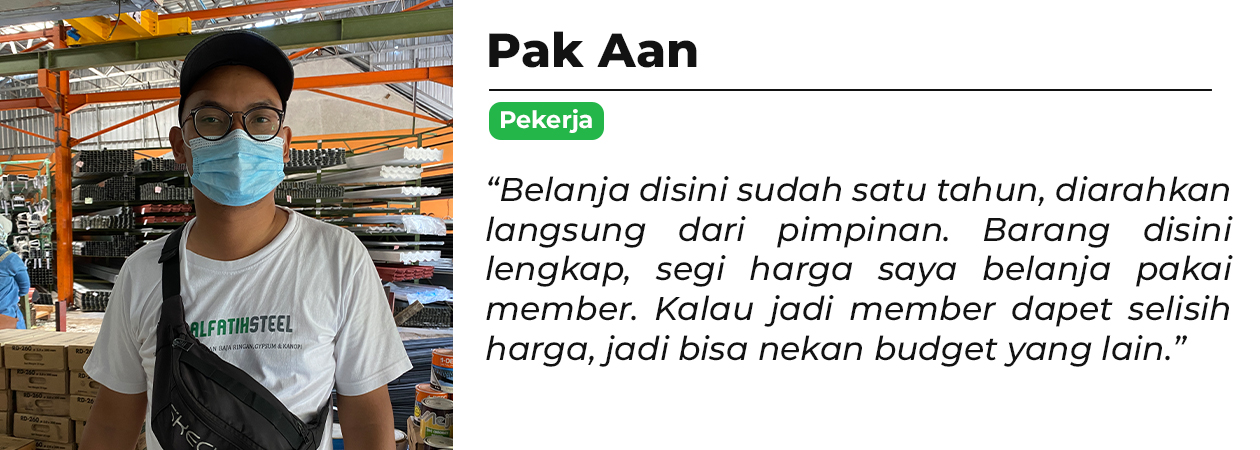 Pak Aan
Pekerja
“Belanja disini sudah satu tahun, diarahkan
langsung dari pimpinan. Barang disini
lengkap, segi harga saya belanja pakai
member. Kalau jadi member dapet selisih
harga, jadi bisa nekan budget yang lain.”
ALFATIHSTEEL
BAJA RINGAN, GYPSUM & KANOPI
RD-260
RD-260